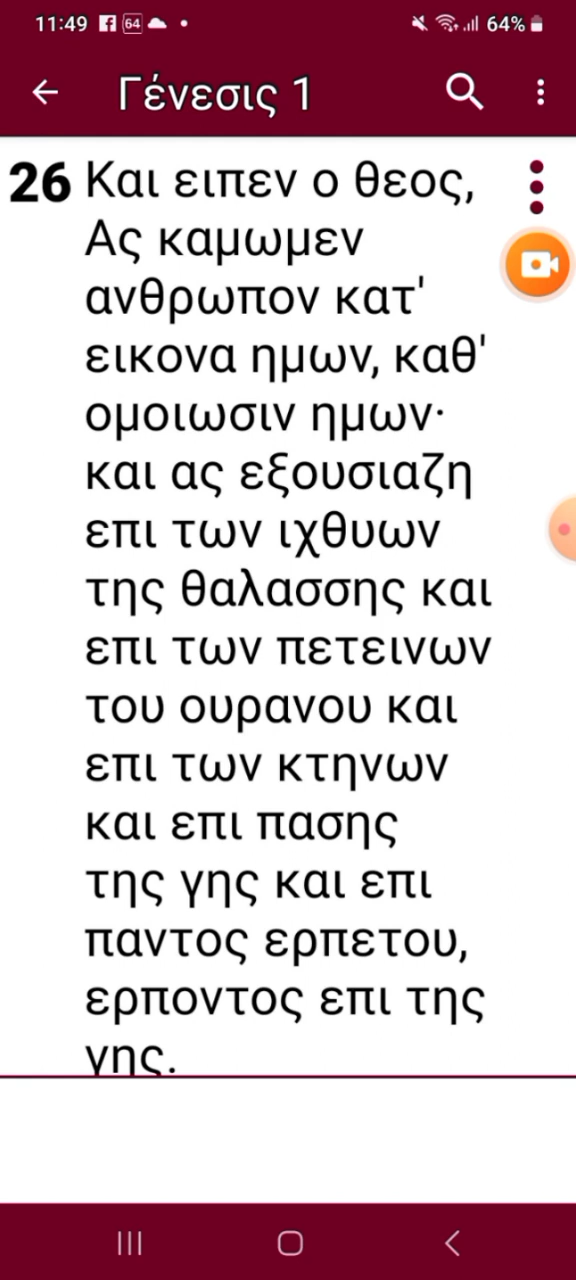 11:49 64 64%
Γένεσις 1
26 Και ειπεν ο θεος,
Ας καμωμεν
ανθρωπον κατ'
εικονα ημων, καθ'
ομοιωσιν ημων·
και ας εξουσιαζη
επι των ιχθυων
της θαλασσης και
επι των πετεινων
του ουρανου και
επι των κτηνων
και επι πασης
της γης και επι
παντος ερπετου,
ερποντος επι της
γης.